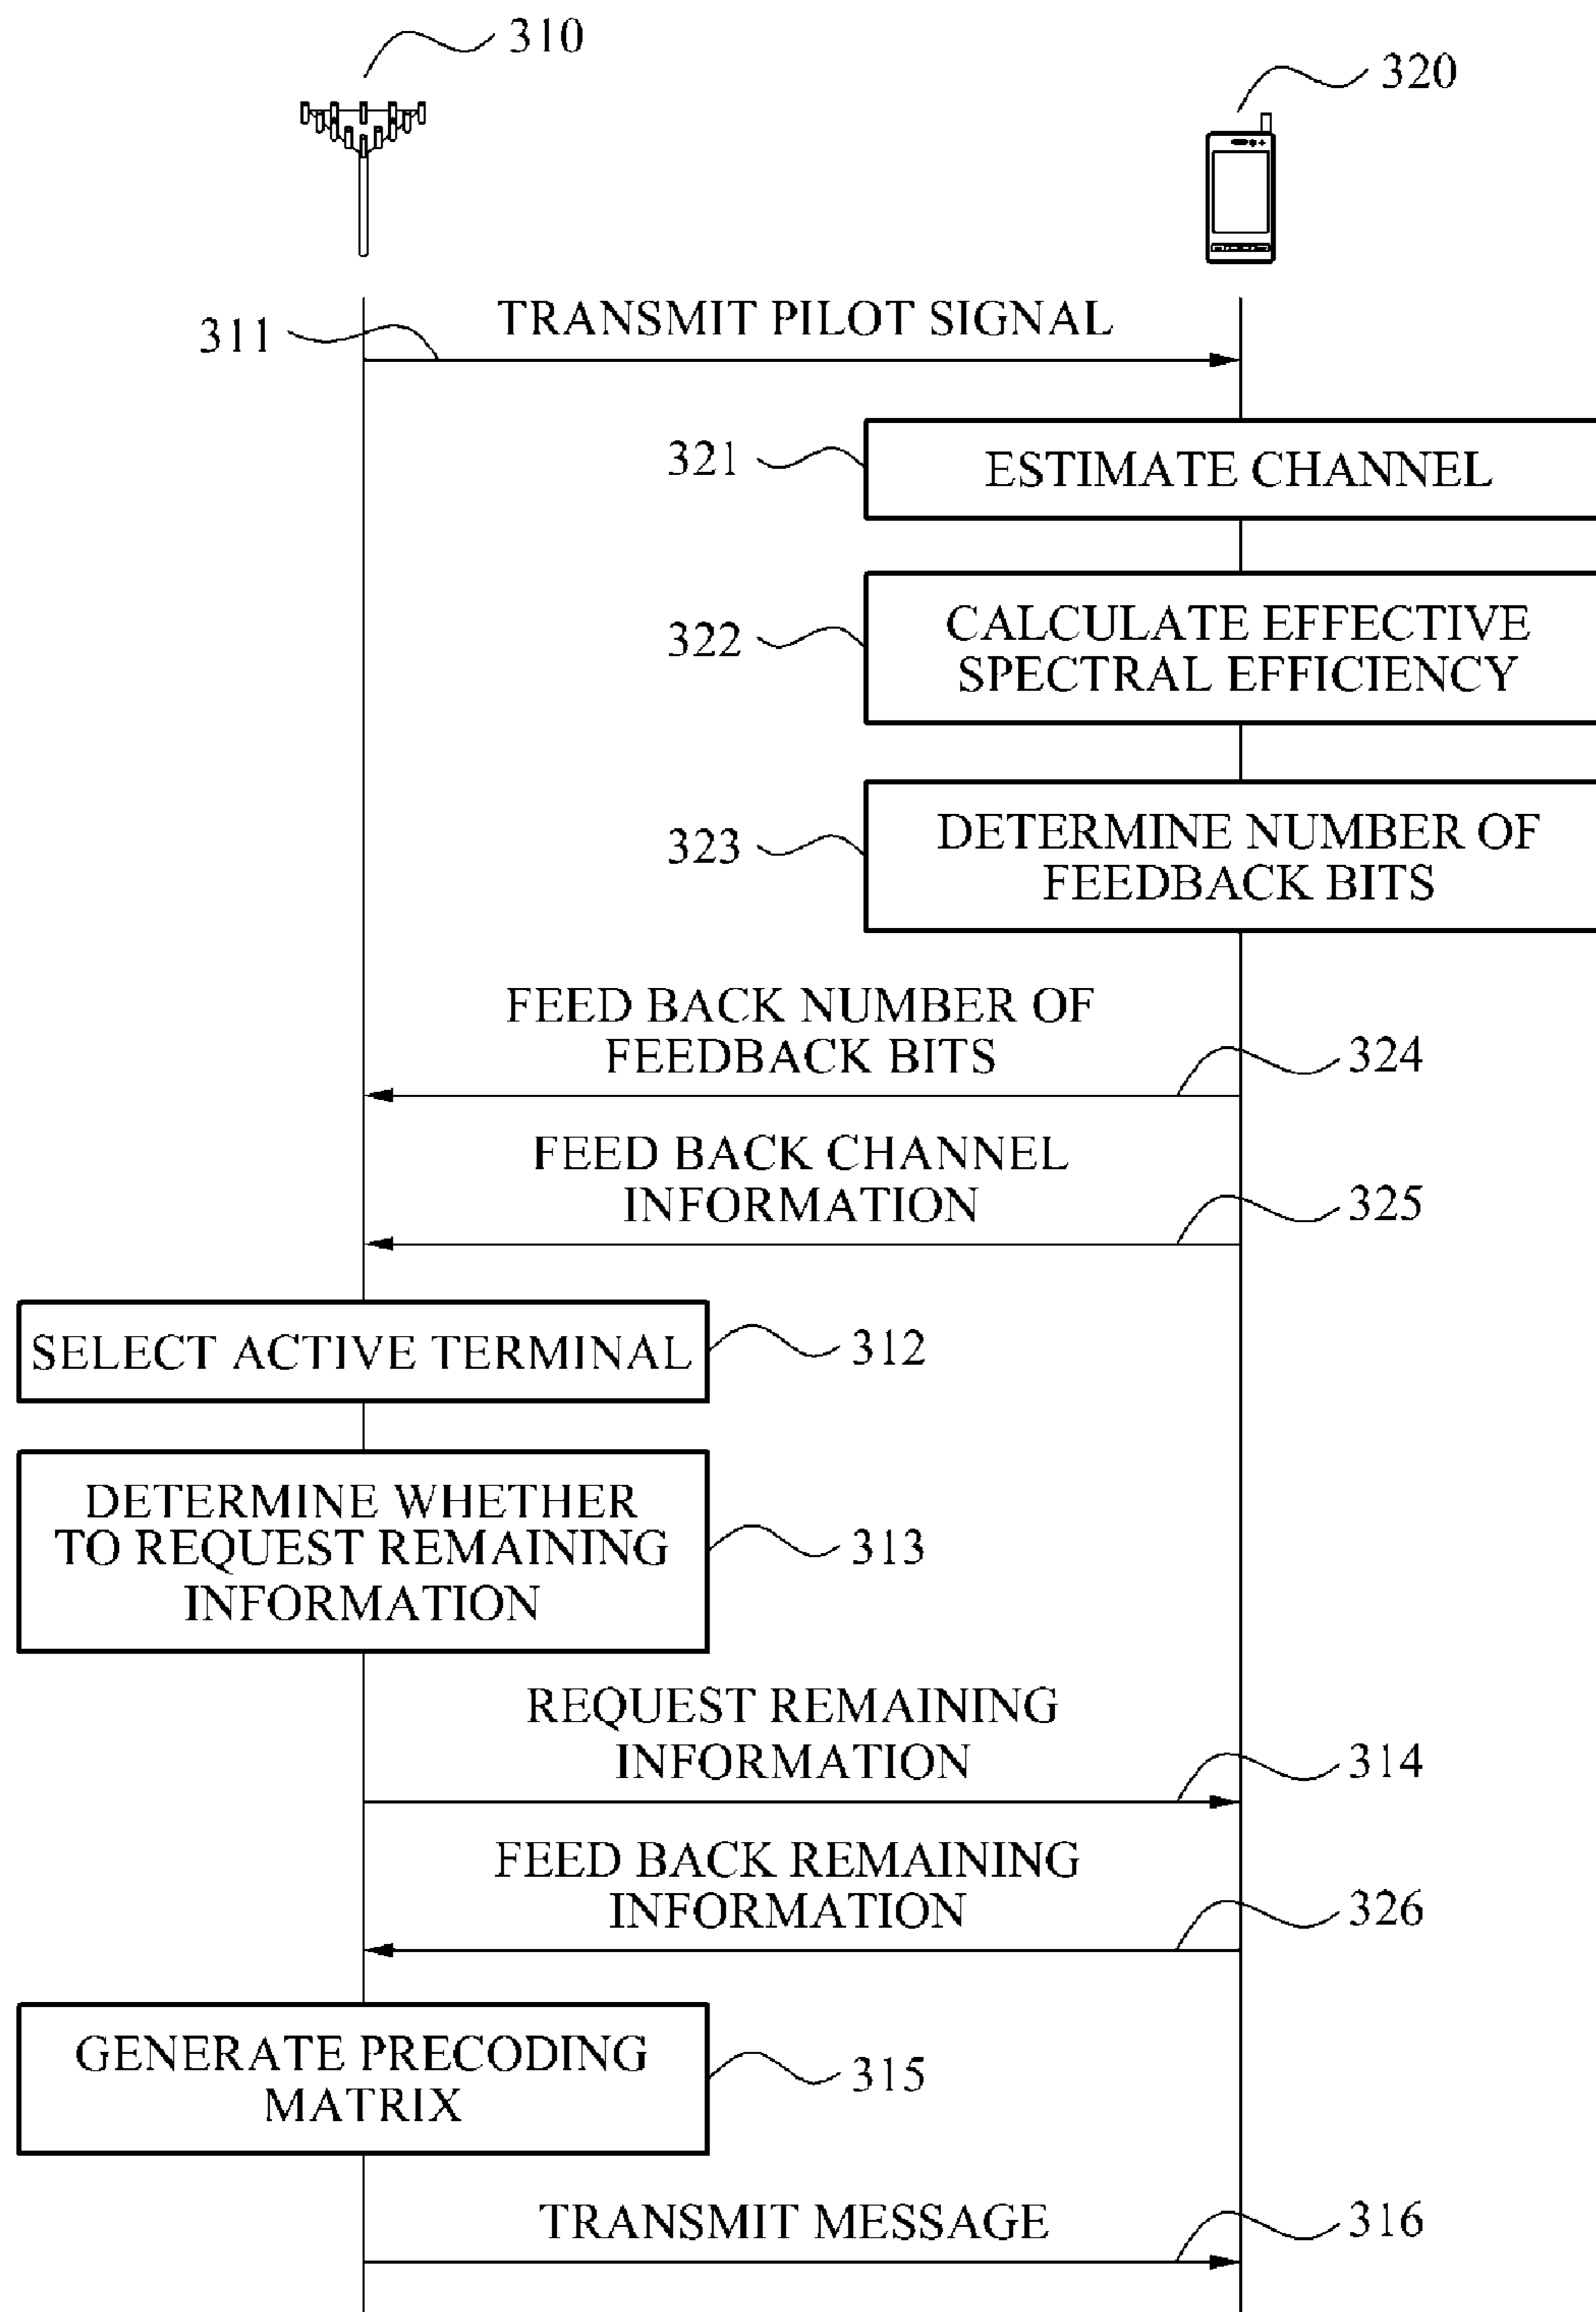 310
320
TRANSMIT PILOT SIGNAL
311
321
ESTIMATE CHANNEL
322
CALCULATE EFFECTIVE
SPECTRAL EFFICIENCY
323
DETERMINE NUMBER OF
FEEDBACK BITS
FEED BACK NUMBER OF
FEEDBACK BITS
324
FEED BACK CHANNEL
INFORMATION
325
SELECT ACTIVE TERMINAL
312
DETERMINE WHETHER
TO REQUEST REMAINING
INFORMATION
313
REQUEST REMAINING
INFORMATION
314
FEED BACK REMAINING
INFORMATION
326
GENERATE PRECODING
MATRIX
315
TRANSMIT MESSAGE
316